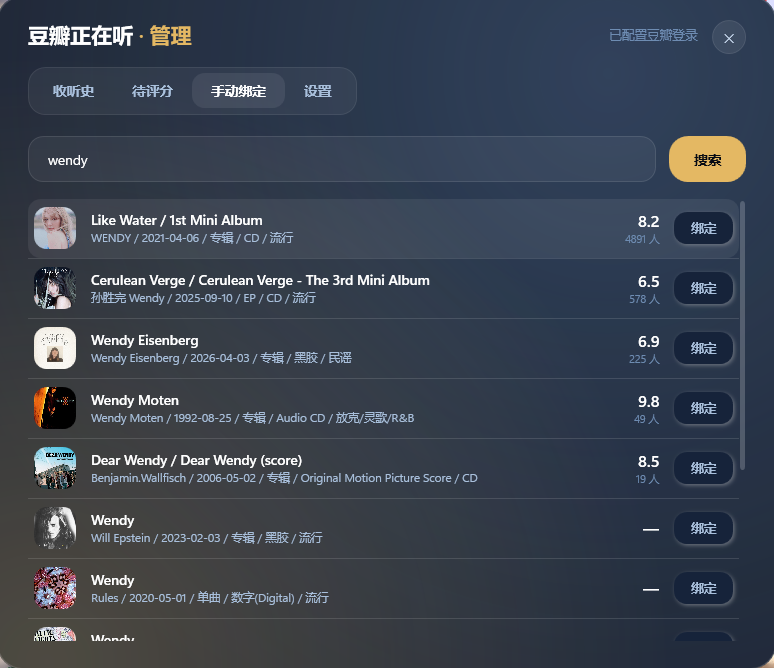 豆瓣正在听 · 管理
已配置豆瓣登录
收听史 待评分 手动绑定 设置
wendy
搜索
Like Water / 1st Mini Album
WENDY / 2021-04-06 / 专辑 / CD / 流行
8.2
4891 人
绑定
Cerulean Verge / Cerulean Verge - The 3rd Mini Album
孙胜完 Wendy / 2025-09-10 / EP / CD / 流行
6.5
578 人
绑定
Wendy Eisenberg
Wendy Eisenberg / 2026-04-03 / 专辑 / 黑胶 / 民谣
6.9
225 人
绑定
Wendy Moten
Wendy Moten / 1992-08-25 / 专辑 / Audio CD / 放克/灵歌/R&B
9.8
49 人
绑定
Dear Wendy / Dear Wendy (score)
Benjamin.Wallfisch / 2006-05-02 / 专辑 / Original Motion Picture Score / CD
8.5
19 人
绑定
Wendy
Will Epstein / 2023-02-03 / 专辑 / 黑胶 / 流行
—
绑定
Wendy
Rules / 2020-05-01 / 单曲 / 数字(Digital) / 流行
—
绑定
Wendy